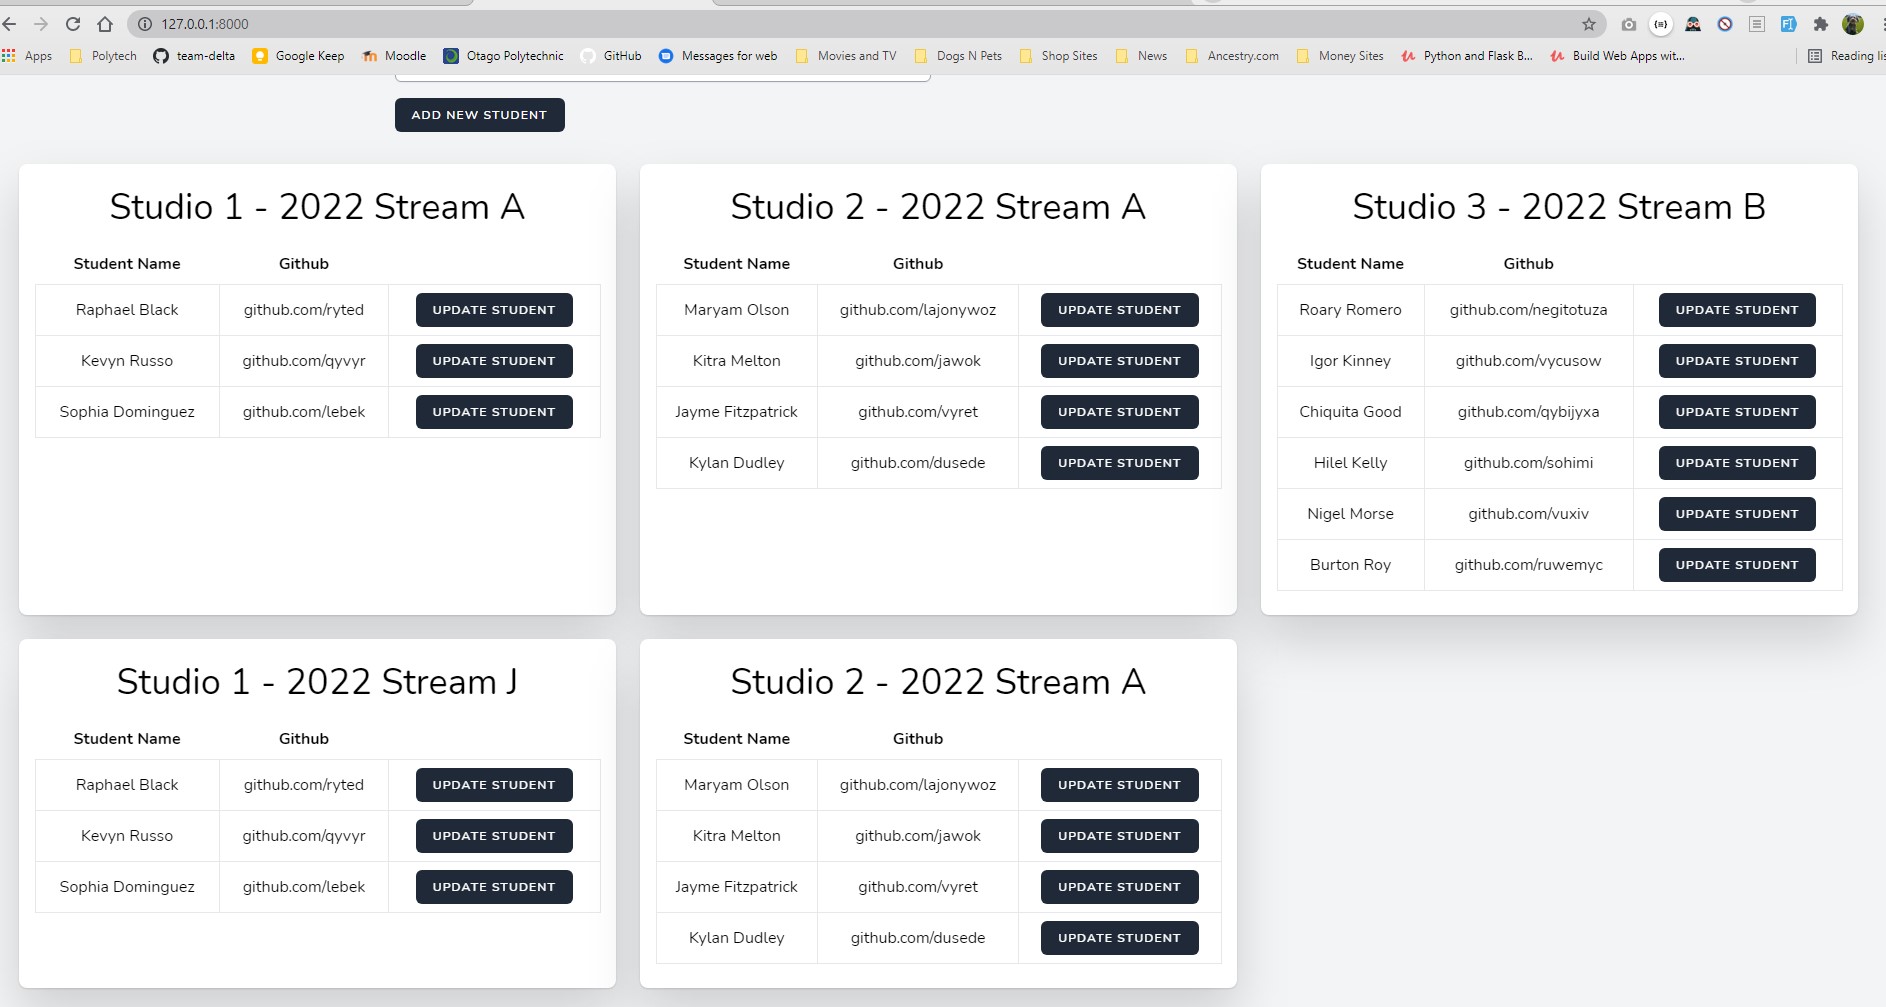 127.0.0.1:8000
Apps Polytech team-delta Google Keep Moodle Otago Polytechnic GitHub Messages for web Movies and TV Dogs N Pets Shop Sites News Ancestry.com Money Sites Python and Flask B... Build Web Apps wit... Reading lis
ADD NEW STUDENT
Studio 1 - 2022 Stream A
Student Name Github
Raphael Black github.com/ryted UPDATE STUDENT
Kevyn Russo github.com/qyvyr UPDATE STUDENT
Sophia Dominguez github.com/lebek UPDATE STUDENT
Studio 2 - 2022 Stream A
Student Name Github
Maryam Olson github.com/lajonywoz UPDATE STUDENT
Kitra Melton github.com/jawok UPDATE STUDENT
Jayme Fitzpatrick github.com/vyret UPDATE STUDENT
Kylan Dudley github.com/dusede UPDATE STUDENT
Studio 3 - 2022 Stream B
Student Name Github
Roary Romero github.com/negitotuza UPDATE STUDENT
Igor Kinney github.com/vycusow UPDATE STUDENT
Chiquita Good github.com/qybijyxa UPDATE STUDENT
Hilel Kelly github.com/sohimi UPDATE STUDENT
Nigel Morse github.com/vuxiv UPDATE STUDENT
Burton Roy github.com/ruwemyc UPDATE STUDENT
Studio 1 - 2022 Stream J
Student Name Github
Raphael Black github.com/ryted UPDATE STUDENT
Kevyn Russo github.com/qyvyr UPDATE STUDENT
Sophia Dominguez github.com/lebek UPDATE STUDENT
Studio 2 - 2022 Stream A
Student Name Github
Maryam Olson github.com/lajonywoz UPDATE STUDENT
Kitra Melton github.com/jawok UPDATE STUDENT
Jayme Fitzpatrick github.com/vyret UPDATE STUDENT
Kylan Dudley github.com/dusede UPDATE STUDENT